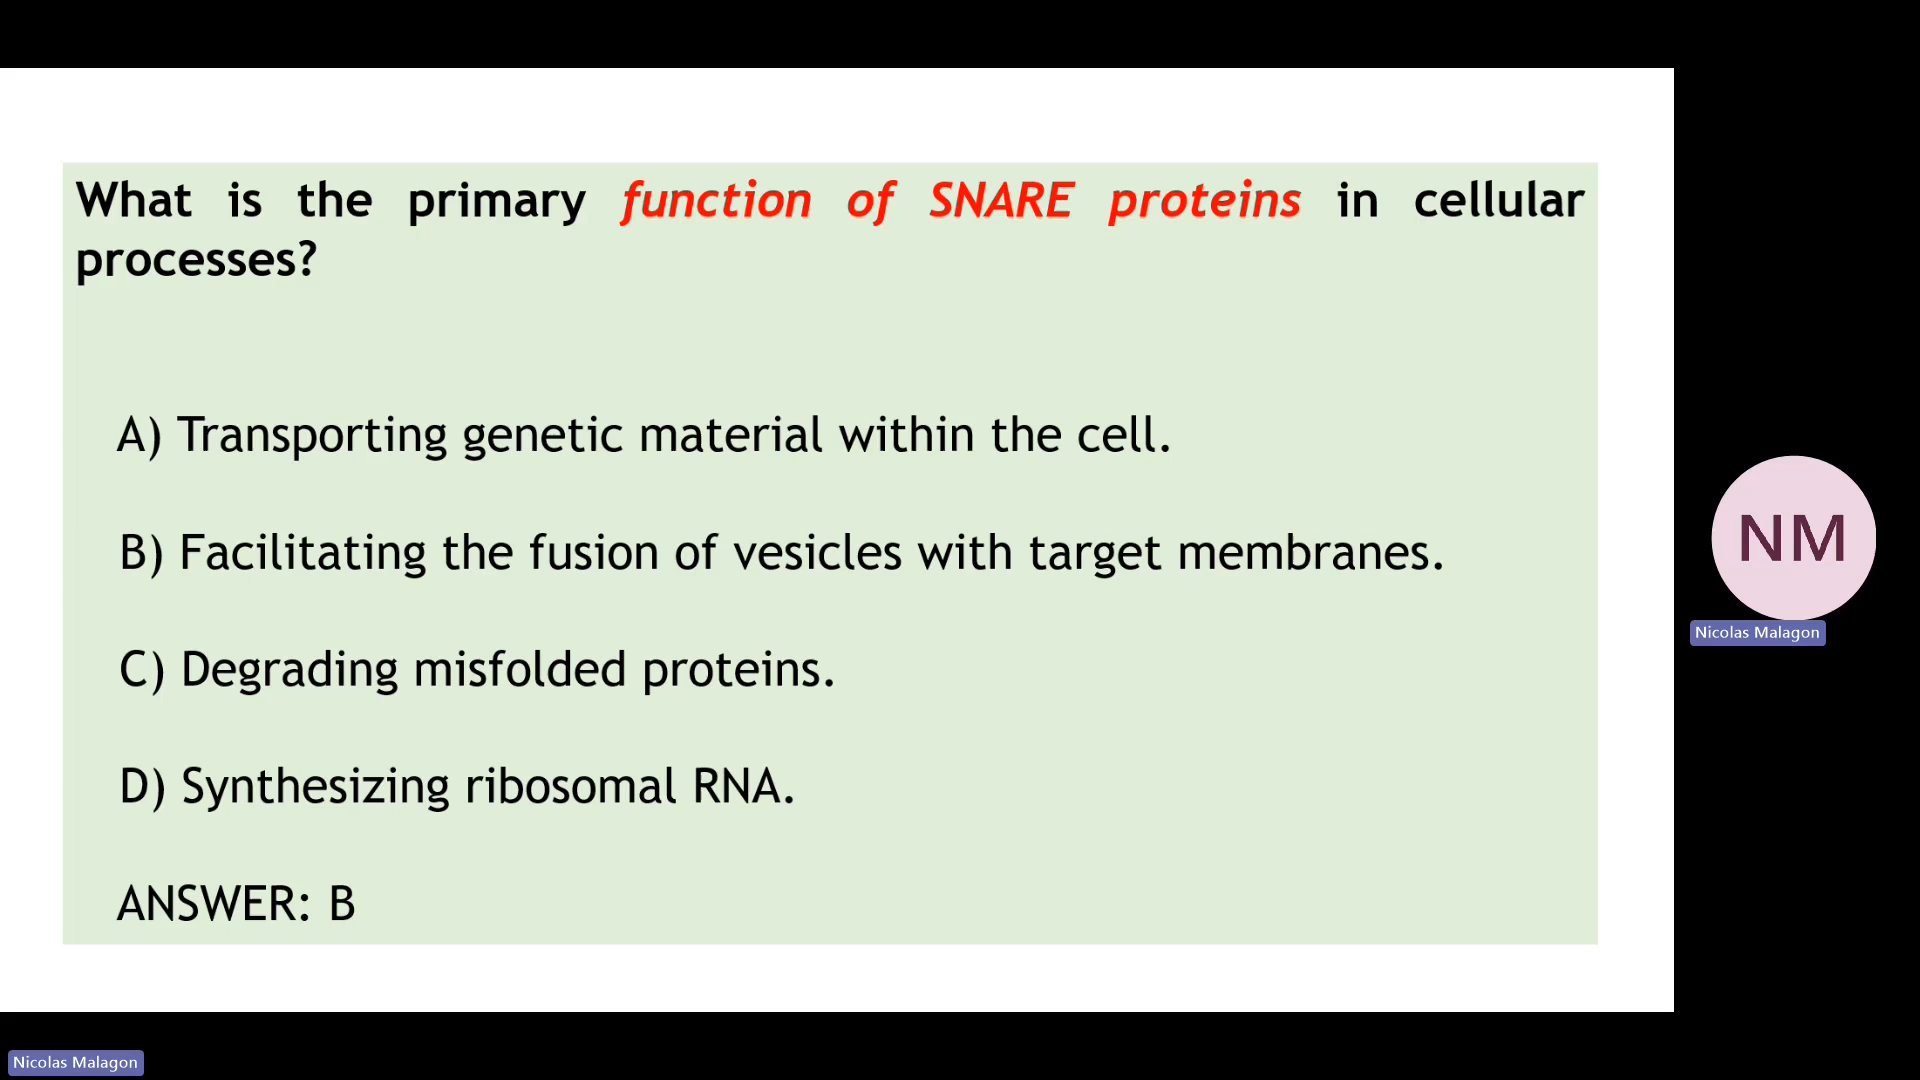 What is the primary function of SNARE proteins in cellular
processes?
A) Transporting genetic material within the cell.
B) Facilitating the fusion of vesicles with target membranes.
C) Degrading misfolded proteins.
D) Synthesizing ribosomal RNA.
ANSWER: B
NM
Nicolas Malagon
Nicolas Malagon